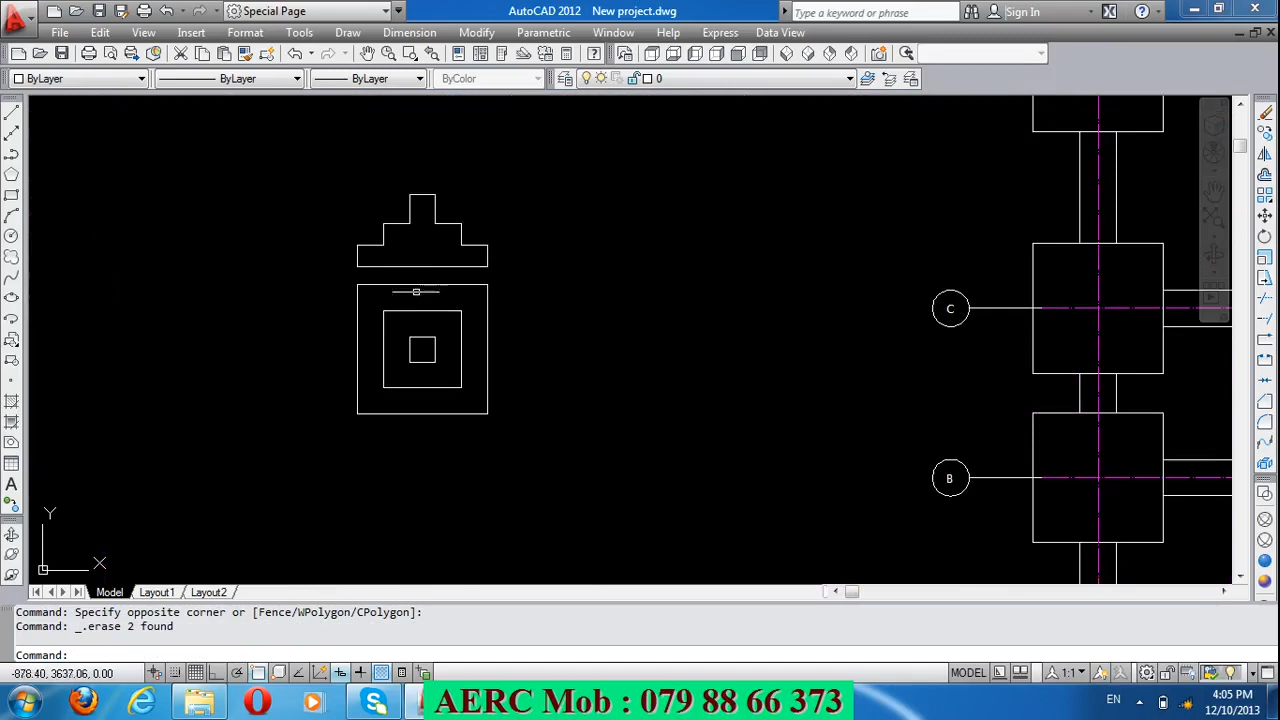 Special Page
AutoCAD 2012 New project.dwg
Type a keyword or phrase
Sign In
File Edit View Insert Format Tools Draw Dimension Modify Parametric Window Help Express Data View
ByLayer ByLayer ByLayer ByColor 0
C
B
Y
X
Model Layout1 Layout2
Command: Specify opposite corner or [Fence/WPolygon/CPolygon]:
Command: _.erase 2 found
Command:
-878.40, 3637.06, 0.00 MODEL 1:1
AERC Mob : 079 88 66 373
EN
4:05 PM
12/10/2013